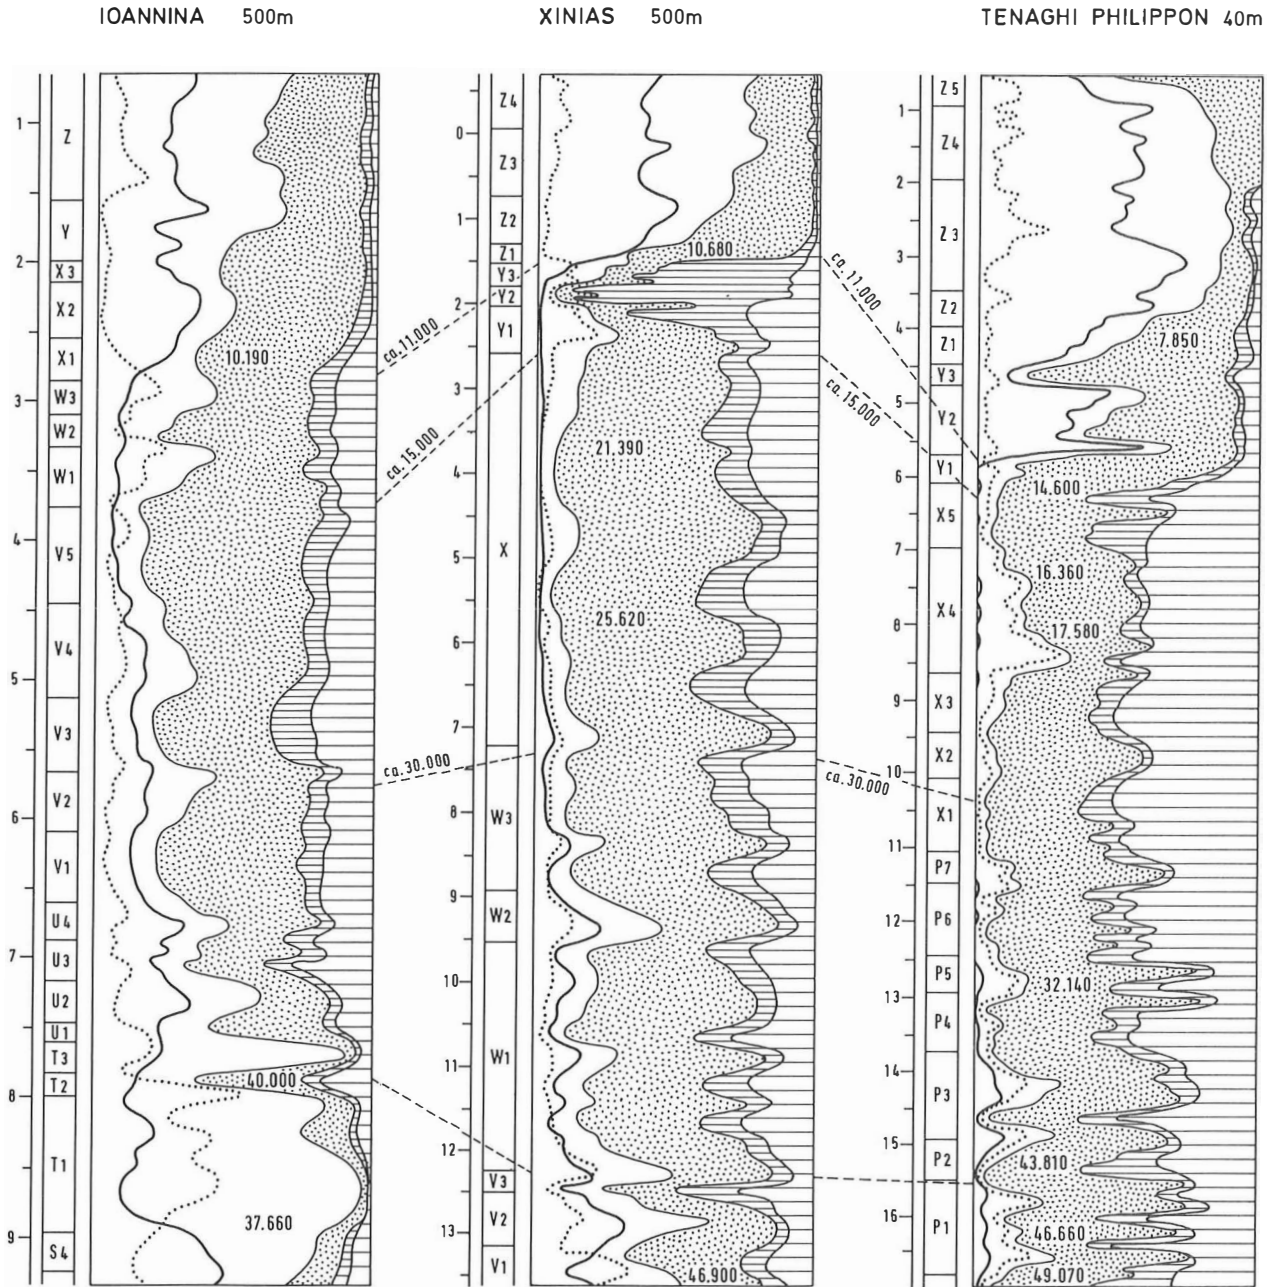 IOANNINA 500m
XINIAS 500m
TENAGHI PHILIPPON 40m
1
2
3
4
5
6
7
8
9
Z
Y
X3
X2
X1
W3
W2
W1
V5
V4
V3
V2
V1
U4
U3
U2
U1
T3
T2
T1
S4
10.190
40.000
37.660
ca.11.000
ca.15.000
ca.30.000
0
1
2
3
4
5
6
7
8
9
10
11
12
13
Z4
Z3
Z2
Z1
Y3
Y2
Y1
X
W3
W2
W1
V3
V2
V1
10.680
21.390
25.620
46.900
ca.11.000
ca.15.000
ca.30.000
1
2
3
4
5
6
7
8
9
10
11
12
13
14
15
16
Z5
Z4
Z3
Z2
Z1
Y3
Y2
Y1
X5
X4
X3
X2
X1
P7
P6
P5
P4
P3
P2
P1
7.850
14.600
16.360
17.580
32.140
43.810
46.660
49.070